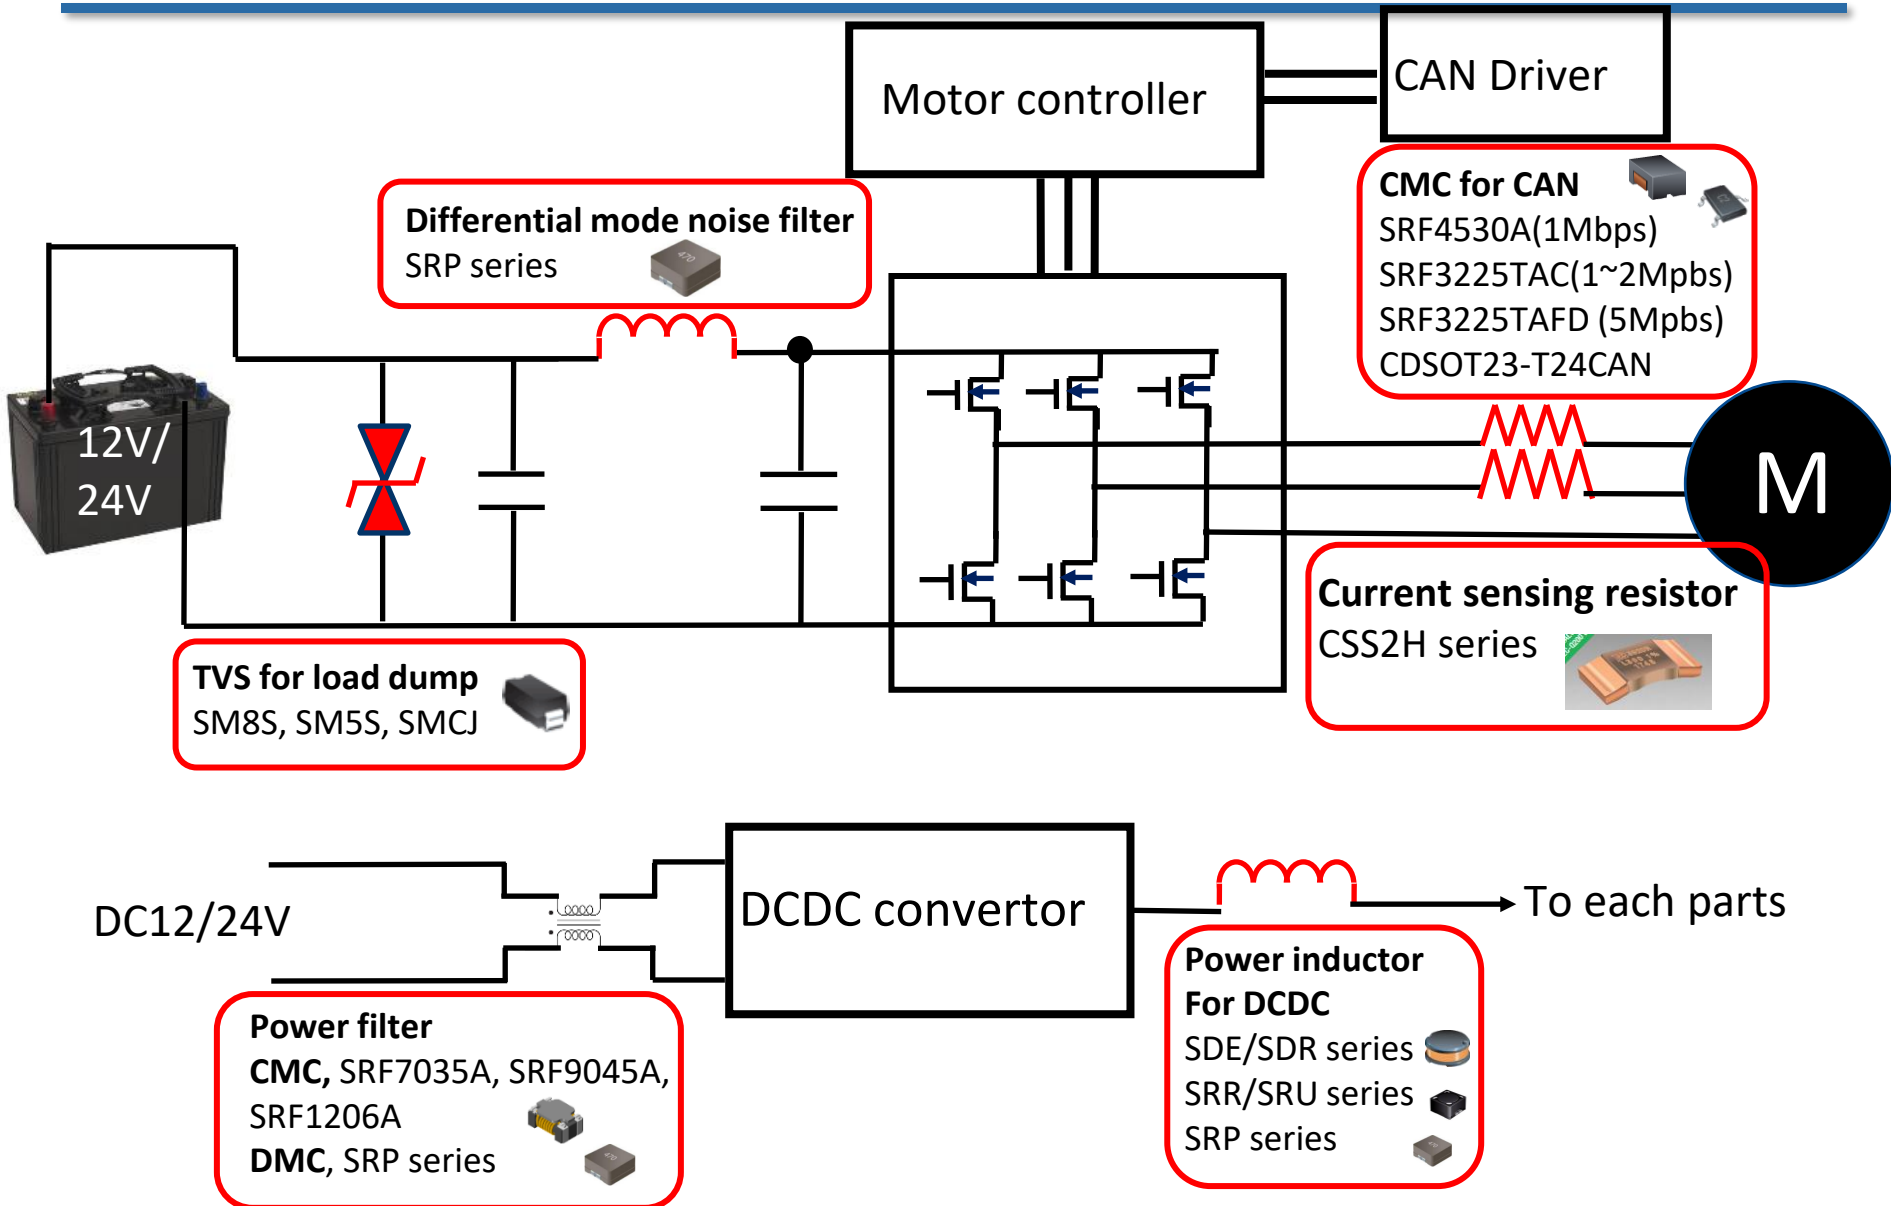 Motor controller
CAN Driver
CMC for CAN
SRF4530A(1Mbps)
SRF3225TAC(1~2Mpbs)
SRF3225TAFD (5Mpbs)
CDSOT23-T24CAN
Differential mode noise filter
SRP series
470
12V/
24V
M
Current sensing resistor
CSS2H series
TVS for load dump
SM8S, SM5S, SMCJ
DC12/24V
DCDC convertor
To each parts
Power filter
CMC, SRF7035A, SRF9045A,
SRF1206A
DMC, SRP series
470
Power inductor
For DCDC
SDE/SDR series
SRR/SRU series
SRP series
470